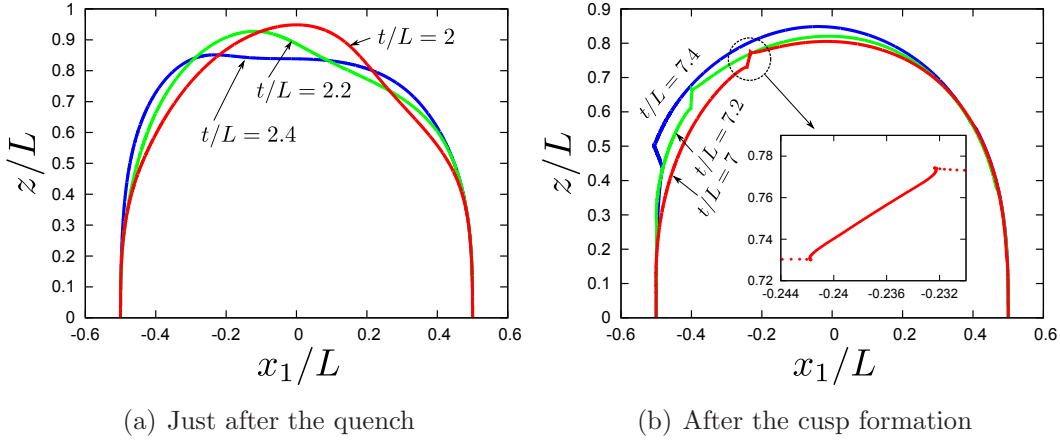 1
0.9
0.8
0.7
0.6
0.5
0.4
0.3
0.2
0.1
0
-0.6 -0.4 -0.2 0 0.2 0.4 0.6
z/L
x₁/L
t/L = 2
t/L = 2.2
t/L = 2.4
(a) Just after the quench
0.9
0.8
0.7
0.6
0.5
0.4
0.3
0.2
0.1
0
-0.6 -0.4 -0.2 0 0.2 0.4 0.6
z/L
x₁/L
t/L = 7.4
t/L = 7.2
t/L = 7
0.78
0.76
0.74
0.72
-0.244 -0.24 -0.236 -0.232
(b) After the cusp formation